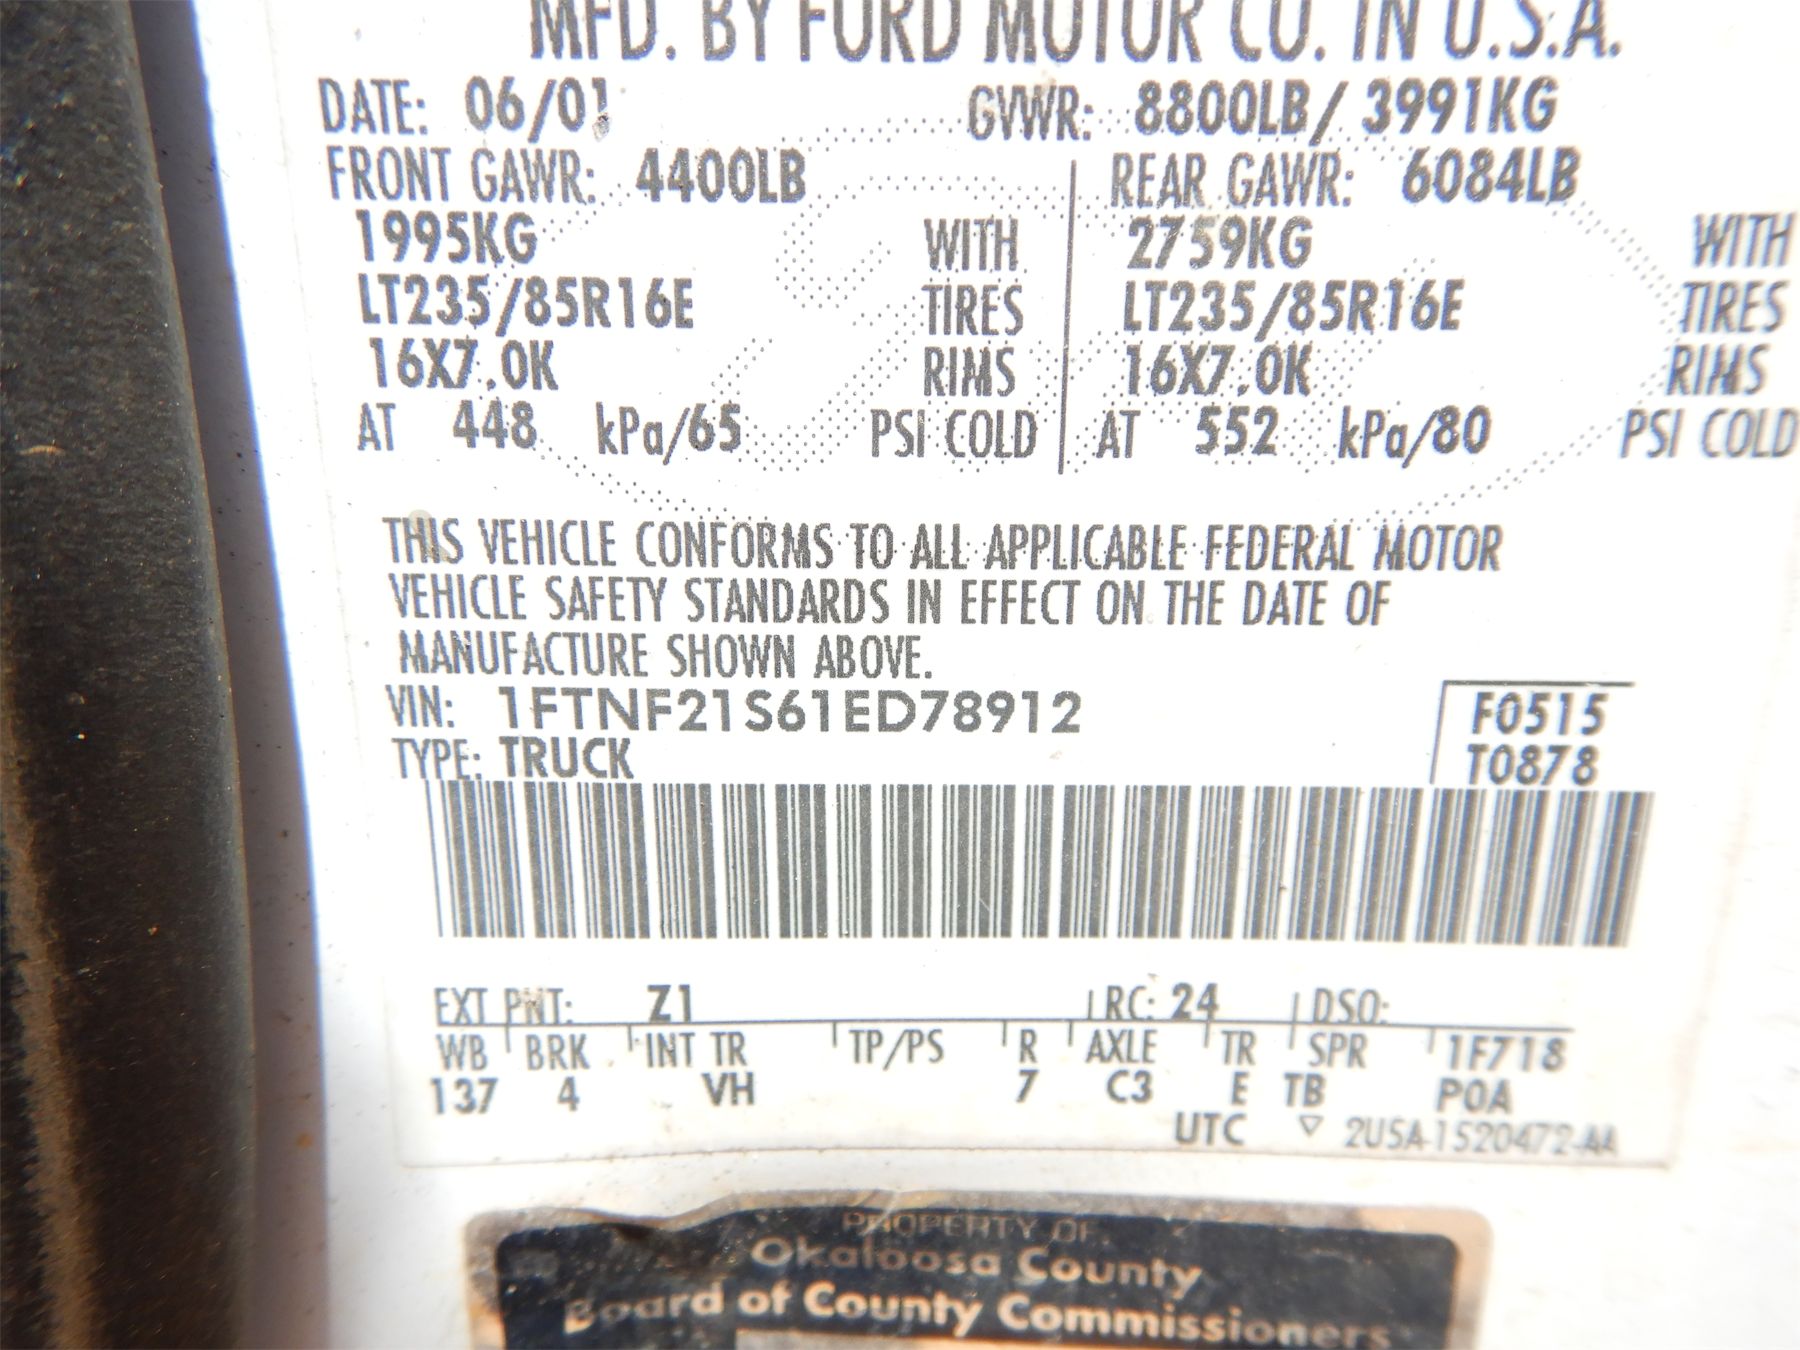 MFD. BY FORD MOTOR CO. IN U.S.A.
DATE: 06/01 GVWR: 8800LB/ 3991KG
FRONT GAWR: 4400LB REAR GAWR: 6084LB
1995KG WITH 2759KG WITH
LT235/85R16E TIRES LT235/85R16E TIRES
16X7.0K RIMS 16X7.0K RIMS
AT 448 kPa/65 PSI COLD AT 552 kPa/80 PSI COLD
THIS VEHICLE CONFORMS TO ALL APPLICABLE FEDERAL MOTOR
VEHICLE SAFETY STANDARDS IN EFFECT ON THE DATE OF
MANUFACTURE SHOWN ABOVE.
VIN: 1FTNF21S61ED78912 F0515
TYPE: TRUCK T0878
EXT PNT: Z1 RC: 24 DSO:
WB BRK INT TR TP/PS R AXLE TR SPR 1F718
137 4 VH 7 C3 E TB P0A
UTC ▽ 2U5A-1520472-AA
PROPERTY OF
Okaloosa County
Board of County Commissioners